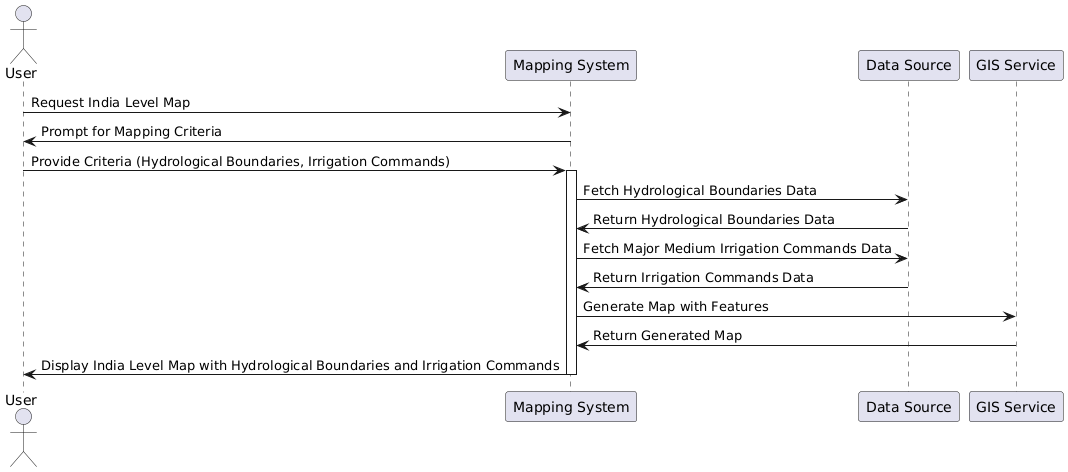 User
Mapping System
Data Source
GIS Service
Request India Level Map
Prompt for Mapping Criteria
Provide Criteria (Hydrological Boundaries, Irrigation Commands)
Fetch Hydrological Boundaries Data
Return Hydrological Boundaries Data
Fetch Major Medium Irrigation Commands Data
Return Irrigation Commands Data
Generate Map with Features
Return Generated Map
Display India Level Map with Hydrological Boundaries and Irrigation Commands
User
Mapping System
Data Source
GIS Service